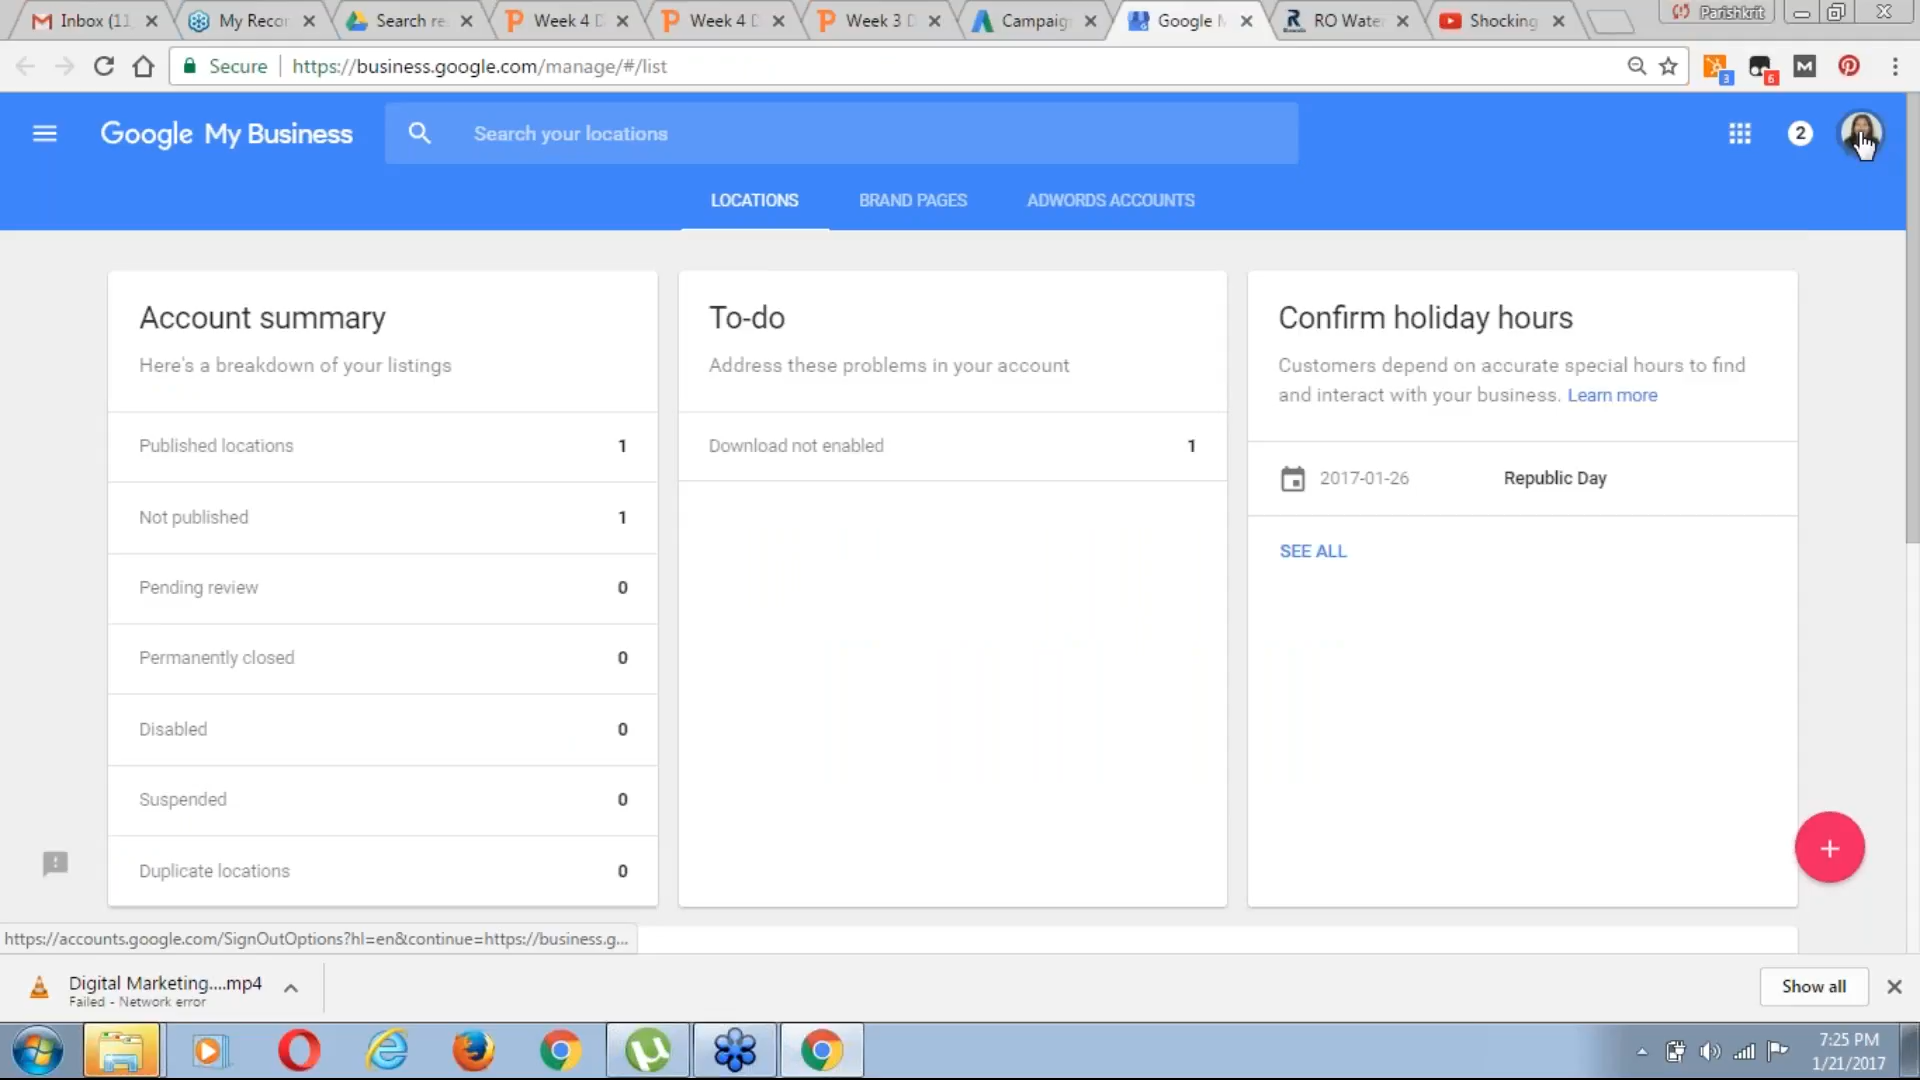 Inbox (11
My Recor
Search re
Week 4 D
Week 4 D
Week 3 D
Campaig
Google M
RO Wate
Shocking
Parishkrit
Secure
https://business.google.com/manage/#/list
3
6
Google My Business
Search your locations
2
LOCATIONS
BRAND PAGES
ADWORDS ACCOUNTS
Account summary
Here's a breakdown of your listings
Published locations 1
Not published 1
Pending review 0
Permanently closed 0
Disabled 0
Suspended 0
Duplicate locations 0
To-do
Address these problems in your account
Download not enabled 1
Confirm holiday hours
Customers depend on accurate special hours to find
and interact with your business. Learn more
2017-01-26 Republic Day
SEE ALL
+
https://accounts.google.com/SignOutOptions?hl=en&continue=https://business.g...
Digital Marketing....mp4
Failed - Network error
Show all
7:25 PM
1/21/2017